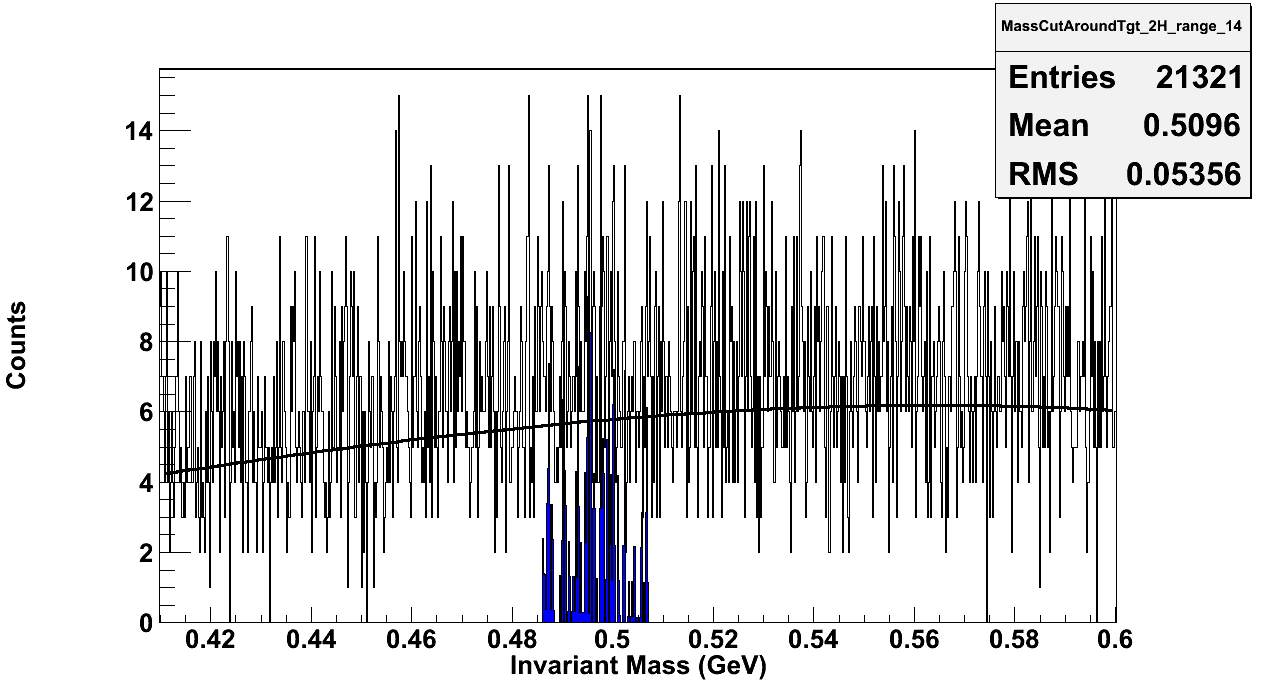 MassCutAroundTgt_2H_range_14
Entries 21321
Mean 0.5096
RMS 0.05356
Counts
14
12
10
8
6
4
2
0
0.42 0.44 0.46 0.48 0.5 0.52 0.54 0.56 0.58 0.6
Invariant Mass (GeV)